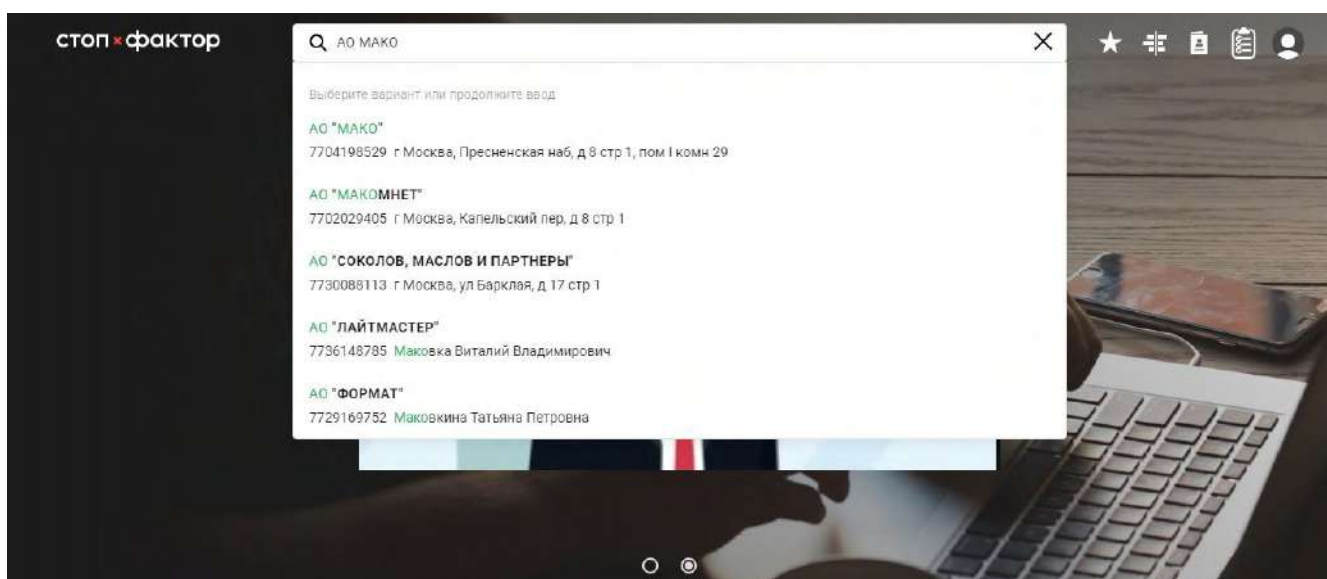 стоп×фактор
АО МАКО
Выберите вариант или продолжите ввод
АО "МАКО"
7704198529 г Москва, Пресненская наб, д 8 стр 1, пом I комн 29
АО "МАКОМНЕТ"
7702029405 г Москва, Капельский пер, д 8 стр 1
АО "СОКОЛОВ, МАСЛОВ И ПАРТНЕРЫ"
7730088113 г Москва, ул Барклая, д 17 стр 1
АО "ЛАЙТМАСТЕР"
7736148785 Маковка Виталий Владимирович
АО "ФОРМАТ"
7729169752 Маковкина Татьяна Петровна